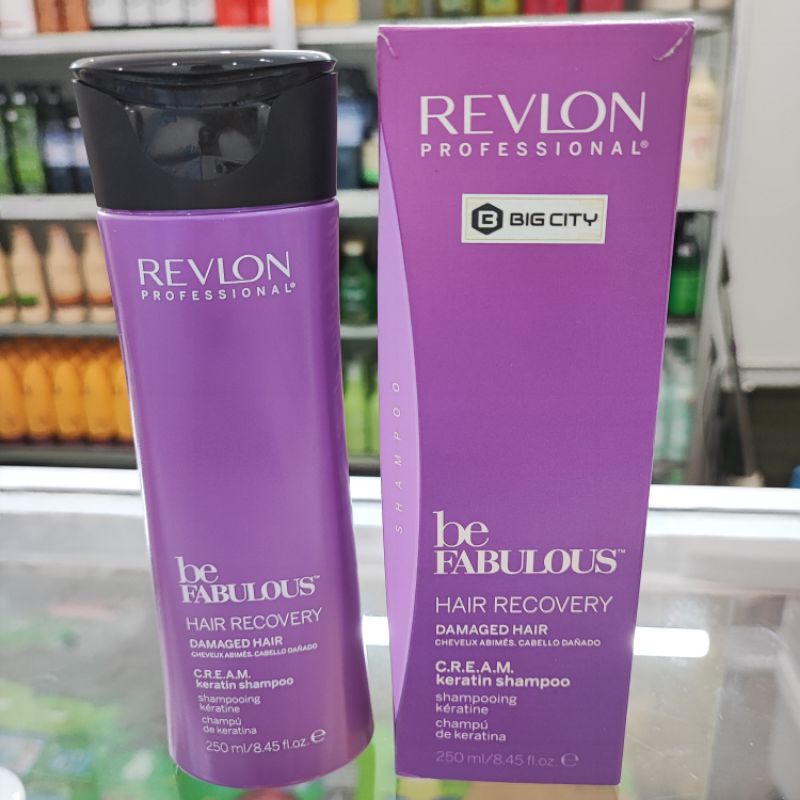 REVLON
PROFESSIONAL®
be
FABULOUS™
HAIR RECOVERY
DAMAGED HAIR
CHEVEUX ABIMÉS. CABELLO DAÑADO
C.R.E.A.M.
keratin shampoo
shampooing
kératine
champú
de keratina
250 ml/8.45 fl.oz. ℮
REVLON
PROFESSIONAL®
B BIG CITY
SHAMPOO
be
FABULOUS™
HAIR RECOVERY
DAMAGED HAIR
CHEVEUX ABIMÉS. CABELLO DAÑADO
C.R.E.A.M.
keratin shampoo
shampooing
kératine
champú
de keratina
250 ml/8.45 fl.oz. ℮